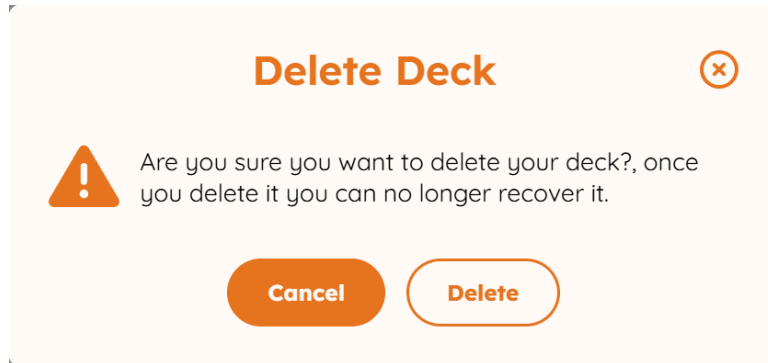 Delete Deck
Are you sure you want to delete your deck?, once
you delete it you can no longer recover it.
Cancel
Delete